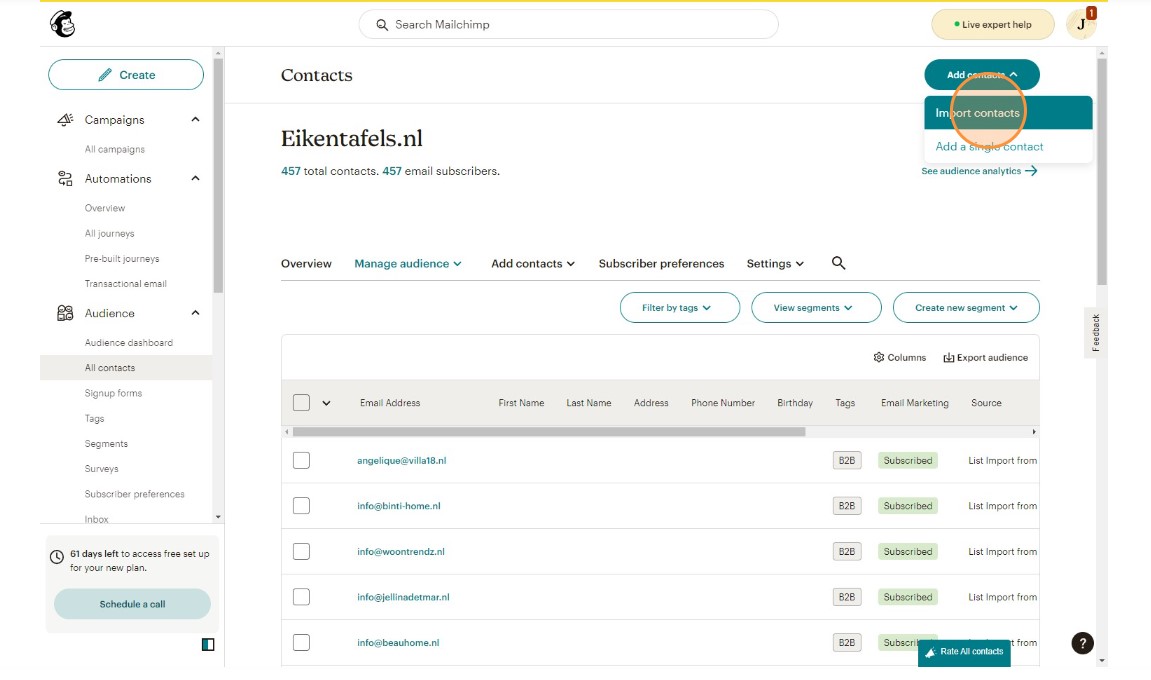 Search Mailchimp
Live expert help
J
1
Create
Campaigns
All campaigns
Automations
Overview
All journeys
Pre-built journeys
Transactional email
Audience
Audience dashboard
All contacts
Signup forms
Tags
Segments
Surveys
Subscriber preferences
Inbox
61 days left to access free set up
for your new plan.
Schedule a call
Contacts
Add contacts
Import contacts
Add a single contact
Eikentafels.nl
457 total contacts. 457 email subscribers.
See audience analytics
Overview Manage audience Add contacts Subscriber preferences Settings
Filter by tags View segments Create new segment
Columns Export audience
Email Address First Name Last Name Address Phone Number Birthday Tags Email Marketing Source
angelique@villa18.nl B2B Subscribed List Import from
info@binti-home.nl B2B Subscribed List Import from
info@woontrendz.nl B2B Subscribed List Import from
info@jellinadetmar.nl B2B Subscribed List Import from
info@beauhome.nl B2B Subscri t from
Rate All contacts
?
Feedback